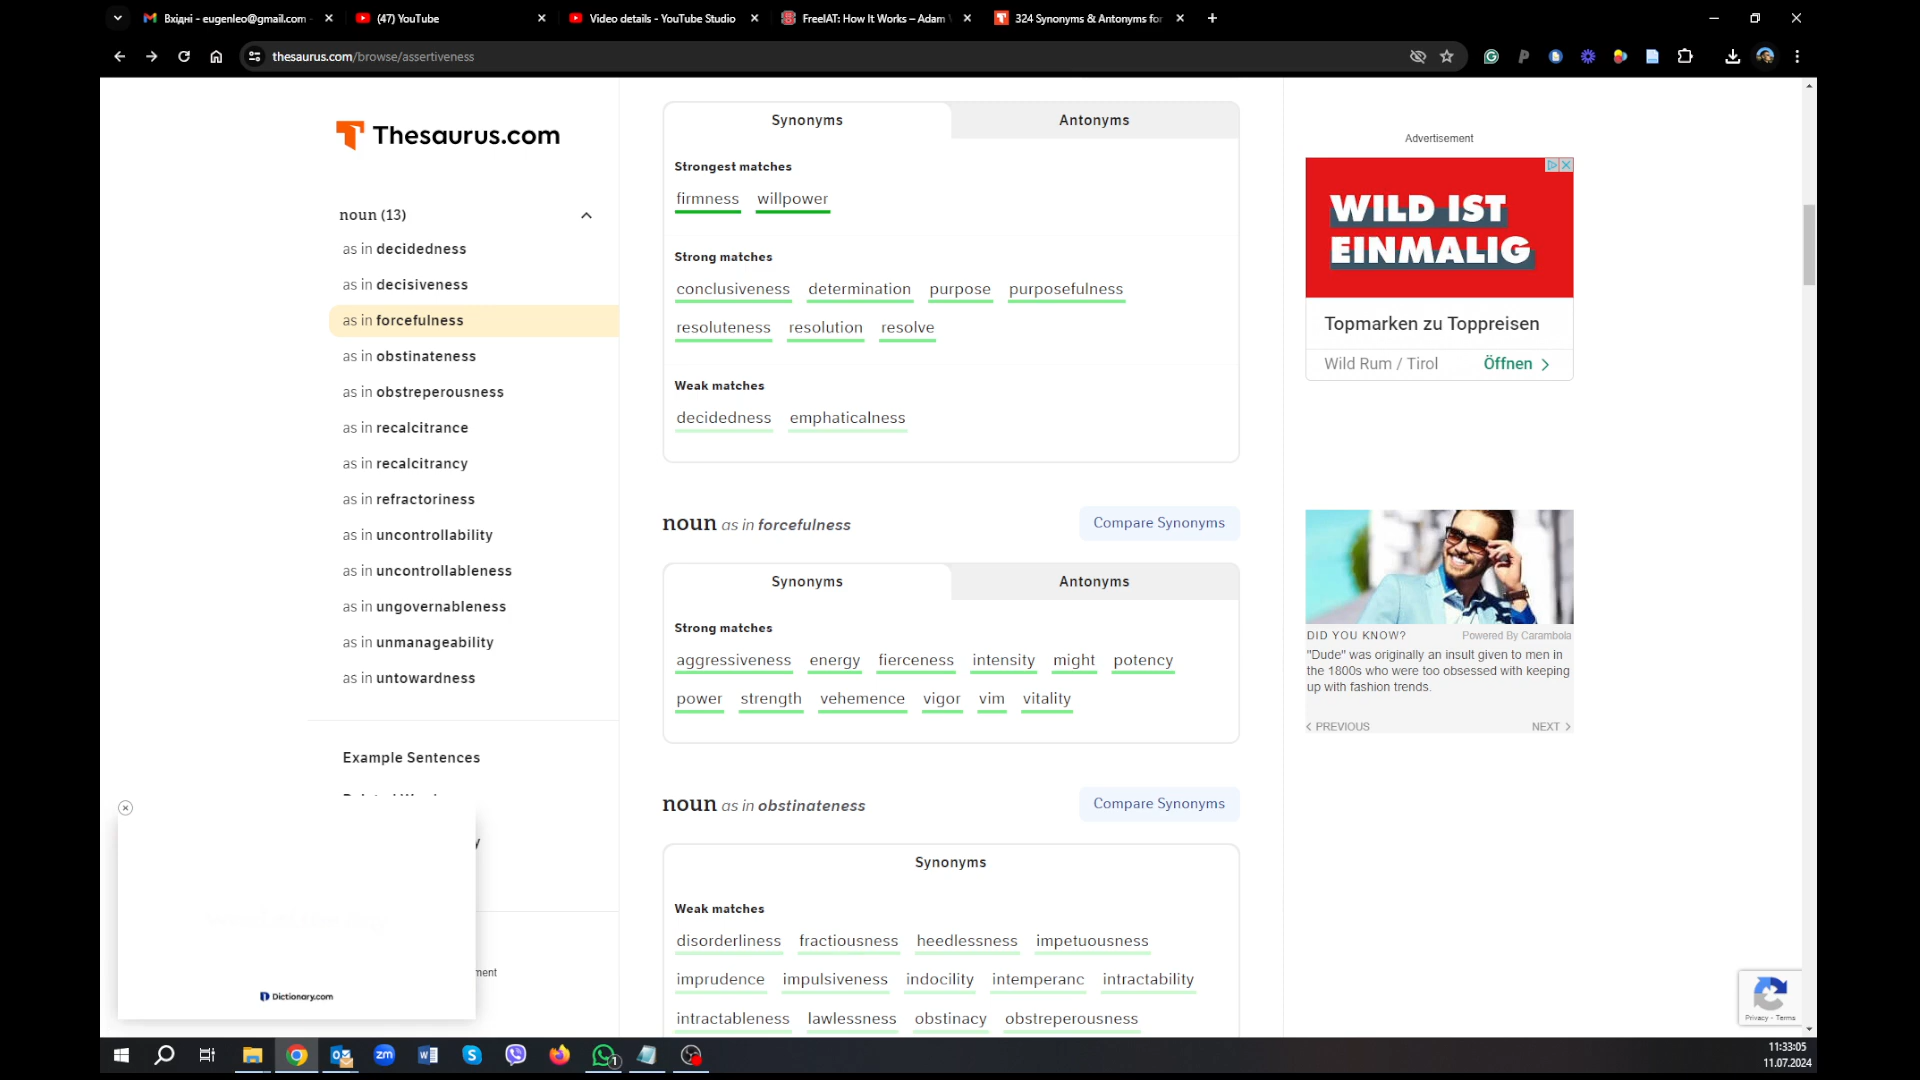 Вхідні - eugenleo@gmail.com -
(47) YouTube
Video details - YouTube Studio
FreeIAT: How It Works – Adam
324 Synonyms & Antonyms for
thesaurus.com/browse/assertiveness
Thesaurus.com
noun (13)
as in decidedness
as in decisiveness
as in forcefulness
as in obstinateness
as in obstreperousness
as in recalcitrance
as in recalcitrancy
as in refractoriness
as in uncontrollability
as in uncontrollableness
as in ungovernableness
as in unmanageability
as in untowardness
Example Sentences
Dictionary.com
Synonyms
Antonyms
Strongest matches
firmness willpower
Strong matches
conclusiveness determination purpose purposefulness
resoluteness resolution resolve
Weak matches
decidedness emphaticalness
noun as in forcefulness
Compare Synonyms
Synonyms
Antonyms
Strong matches
aggressiveness energy fierceness intensity might potency
power strength vehemence vigor vim vitality
noun as in obstinateness
Compare Synonyms
Synonyms
Weak matches
disorderliness fractiousness heedlessness impetuousness
imprudence impulsiveness indocility intemperanc intractability
intractableness lawlessness obstinacy obstreperousness
Advertisement
WILD IST
EINMALIG
Topmarken zu Toppreisen
Wild Rum / Tirol
Öffnen
DID YOU KNOW?
Powered By Carambola
"Dude" was originally an insult given to men in
the 1800s who were too obsessed with keeping
up with fashion trends.
PREVIOUS
NEXT
Privacy - Terms
zm
1
11:33:05
11.07.2024